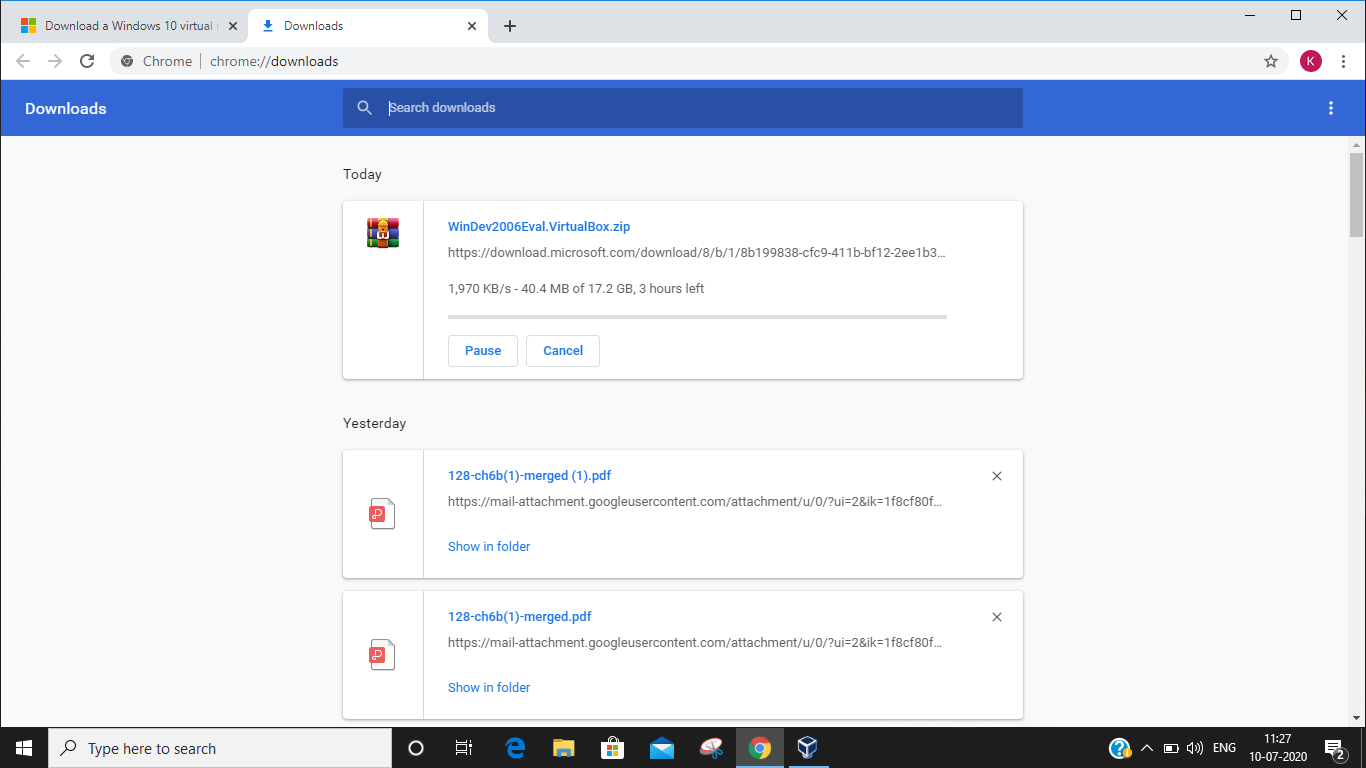 Download a Windows 10 virtual
Downloads
Chrome
chrome://downloads
K
Downloads
Search downloads
Today
WinDev2006Eval.VirtualBox.zip
https://download.microsoft.com/download/8/b/1/8b199838-cfc9-411b-bf12-2ee1b3…
1,970 KB/s - 40.4 MB of 17.2 GB, 3 hours left
Pause
Cancel
Yesterday
128-ch6b(1)-merged (1).pdf
https://mail-attachment.googleusercontent.com/attachment/u/0/?ui=2&ik=1f8cf80f…
Show in folder
128-ch6b(1)-merged.pdf
https://mail-attachment.googleusercontent.com/attachment/u/0/?ui=2&ik=1f8cf80f…
Show in folder
Type here to search
ENG
11:27
10-07-2020
2